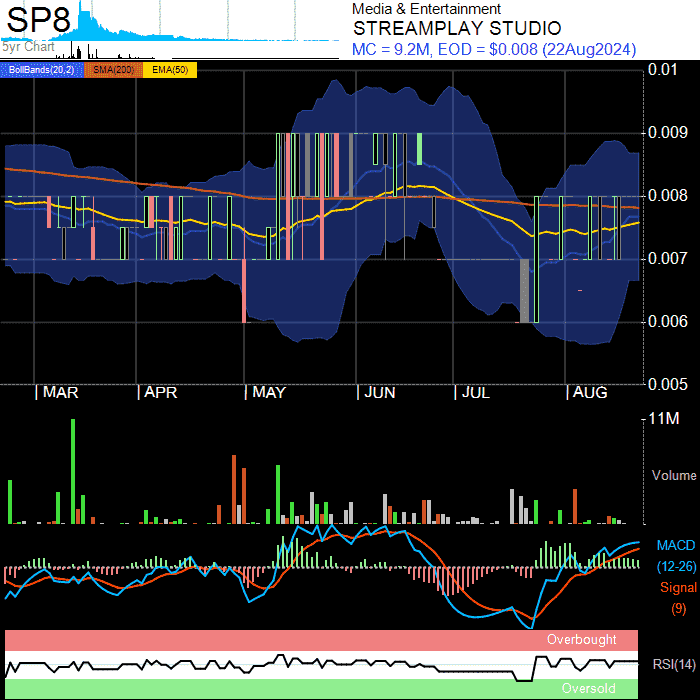 SP8
5yr Chart
Media & Entertainment
STREAMPLAY STUDIO
MC = 9.2M, EOD = $0.008 (22Aug2024)
BollBands(20,2) SMA(200) EMA(50)
0.01
0.009
0.008
0.007
0.006
0.005
| MAR | APR | MAY | JUN | JUL | AUG
11M
Volume
MACD
(12-26)
Signal
(9)
Overbought
RSI(14)
Oversold